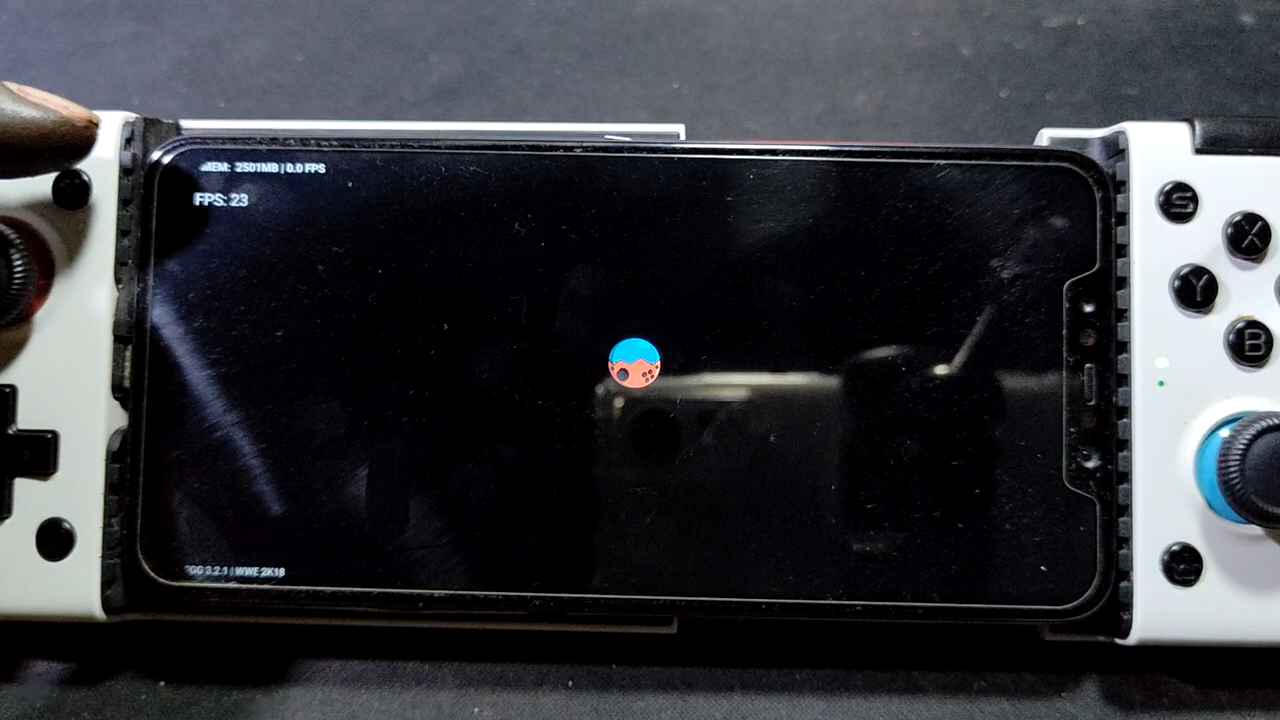 MEM: 2501MB | 0.0 FPS
FPS: 23
EGG 3.2.1 | WWE 2K18
S
X
Y
B